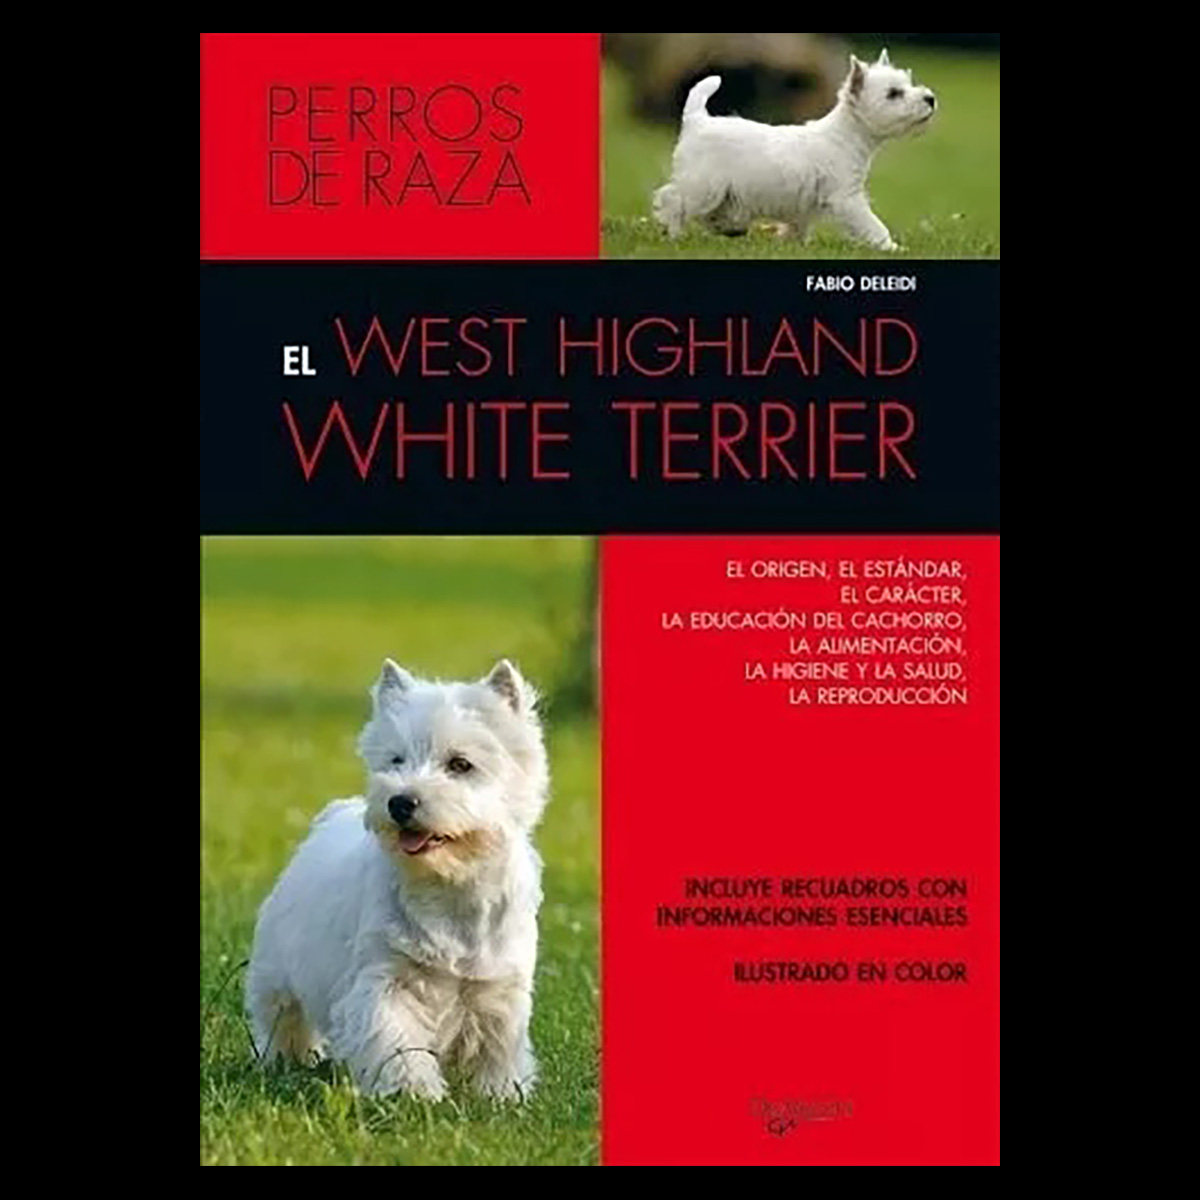 PERROS
DE RAZA
FABIO DELEIDI
EL WEST HIGHLAND
WHITE TERRIER
EL ORIGEN, EL ESTÁNDAR,
EL CARÁCTER,
LA EDUCACIÓN DEL CACHORRO,
LA ALIMENTACIÓN,
LA HIGIENE Y LA SALUD,
LA REPRODUCCIÓN
INCLUYE RECUADROS CON
INFORMACIONES ESENCIALES
ILUSTRADO EN COLOR